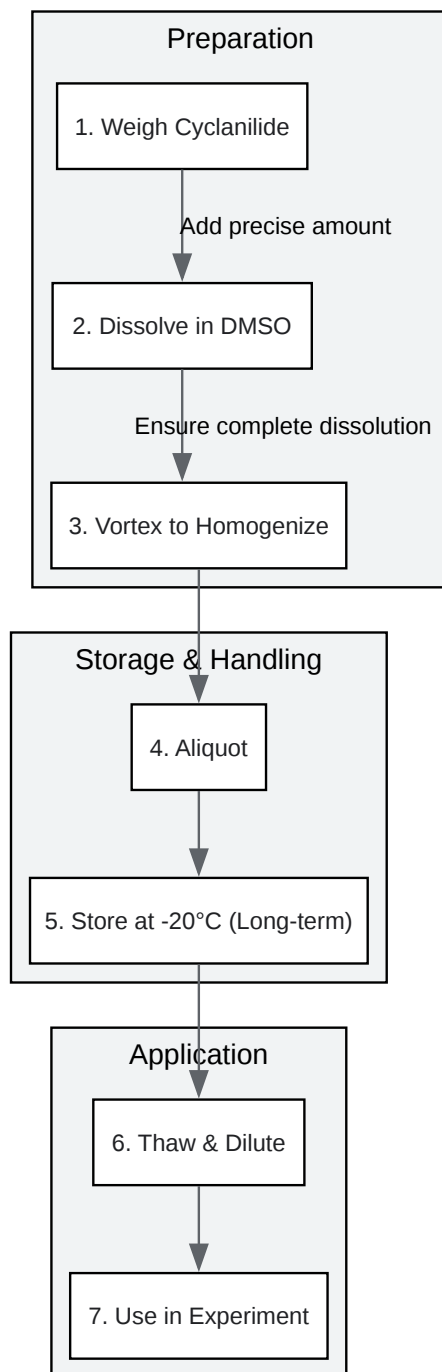 Preparation
1. Weigh Cyclanilide
Add precise amount
2. Dissolve in DMSO
Ensure complete dissolution
3. Vortex to Homogenize
Storage & Handling
4. Aliquot
5. Store at -20°C (Long-term)
Application
6. Thaw & Dilute
7. Use in Experiment